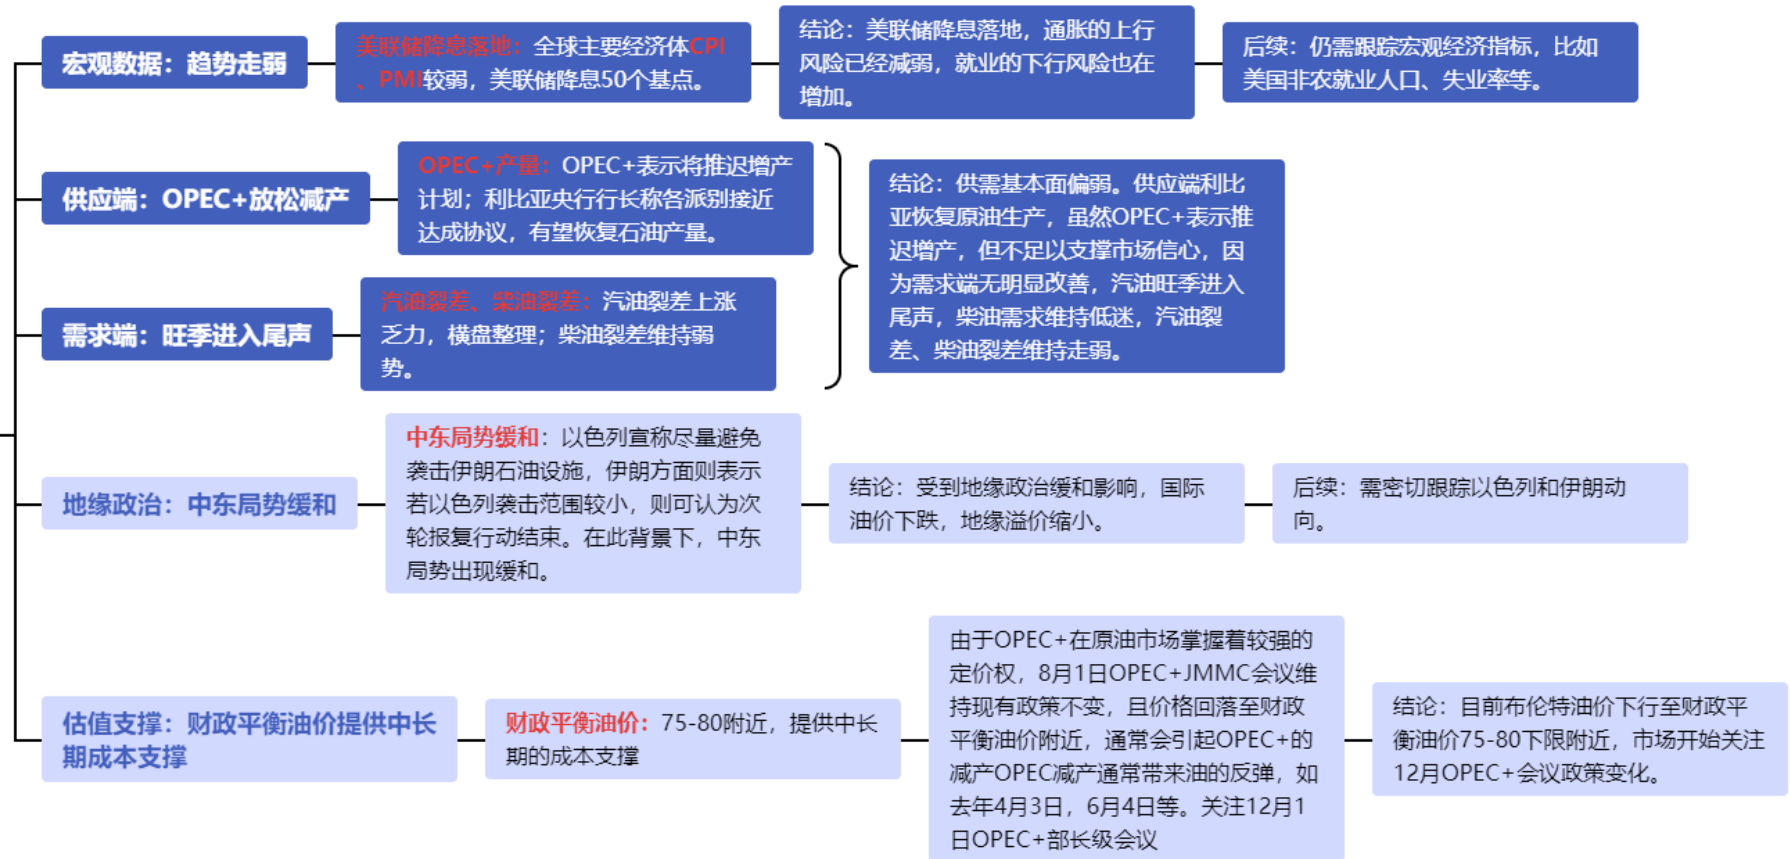 宏观数据：趋势走弱
美联储降息落地：全球主要经济体CPI
、PMI较弱，美联储降息50个基点。
结论：美联储降息落地，通胀的上行
风险已经减弱，就业的下行风险也在
增加。
后续：仍需跟踪宏观经济指标，比如
美国非农就业人口、失业率等。
供应端：OPEC+放松减产
OPEC+产量：OPEC+表示将推迟增产
计划；利比亚央行行长称各派别接近
达成协议，有望恢复石油产量。
需求端：旺季进入尾声
汽油裂差、柴油裂差：汽油裂差上涨
乏力，横盘整理；柴油裂差维持弱
势。
结论：供需基本面偏弱。供应端利比
亚恢复原油生产，虽然OPEC+表示推
迟增产，但不足以支撑市场信心，因
为需求端无明显改善，汽油旺季进入
尾声，柴油需求维持低迷，汽油裂
差、柴油裂差维持走弱。
地缘政治：中东局势缓和
中东局势缓和：以色列宣称尽量避免
袭击伊朗石油设施，伊朗方面则表示
若以色列袭击范围较小，则可认为次
轮报复行动结束。在此背景下，中东
局势出现缓和。
结论：受到地缘政治缓和影响，国际
油价下跌，地缘溢价缩小。
后续：需密切跟踪以色列和伊朗动
向。
估值支撑：财政平衡油价提供中长
期成本支撑
财政平衡油价：75-80附近，提供中长
期的成本支撑
由于OPEC+在原油市场掌握着较强的
定价权，8月1日OPEC+JMMC会议维
持现有政策不变，且价格回落至财政
平衡油价附近，通常会引起OPEC+的
减产OPEC减产通常带来油的反弹，如
去年4月3日，6月4日等。关注12月1
日OPEC+部长级会议
结论：目前布伦特油价下行至财政平
衡油价75-80下限附近，市场开始关注
12月OPEC+会议政策变化。